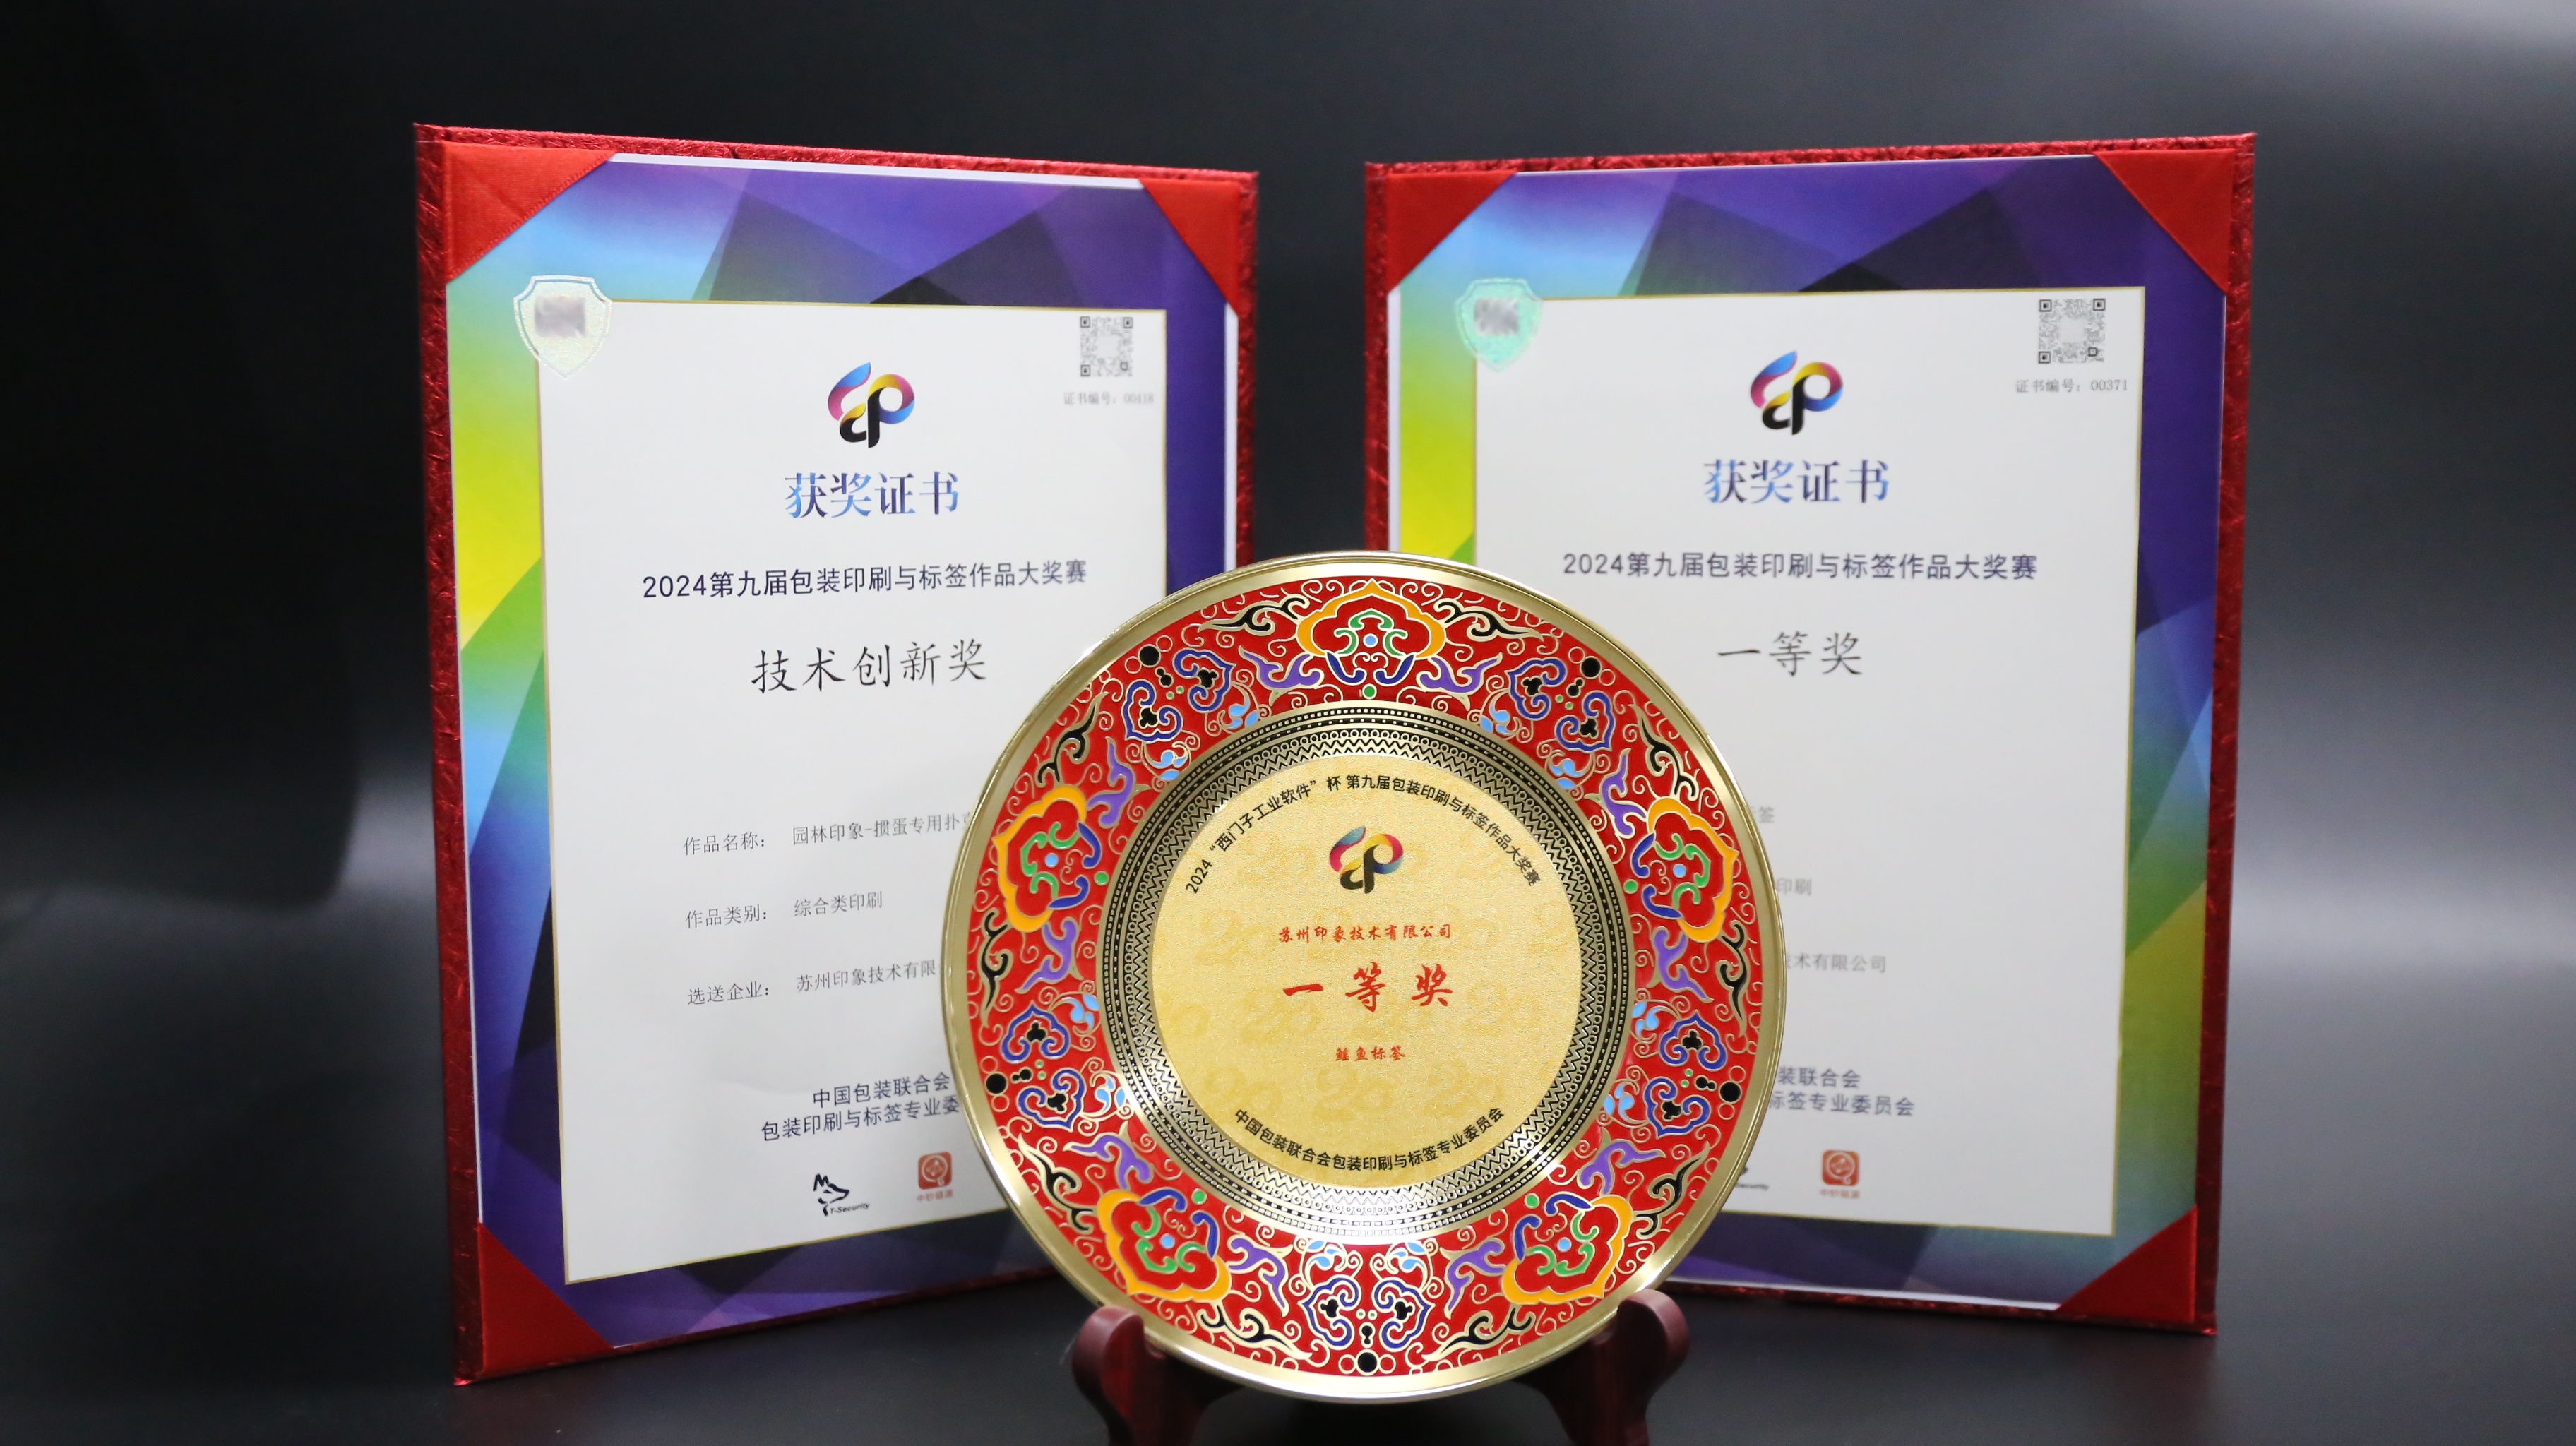 证书编号：00418
获奖证书
2024第九届包装印刷与标签作品大奖赛
技术创新奖
作品名称： 园林印象-掼蛋专用扑
作品类别： 综合类印刷
选送企业： 苏州印象技术有限
中国包装联合会
包装印刷与标签专业委
T-Security
中钞信达
证书编号：00371
获奖证书
2024第九届包装印刷与标签作品大奖赛
一等奖
标签
印刷
技术有限公司
装联合会
标签专业委员会
2024“西门子工业软件”杯 第九届包装印刷与标签作品大奖赛
苏州印象技术有限公司
一等奖
鲢鱼标签
中国包装联合会包装印刷与标签专业委员会